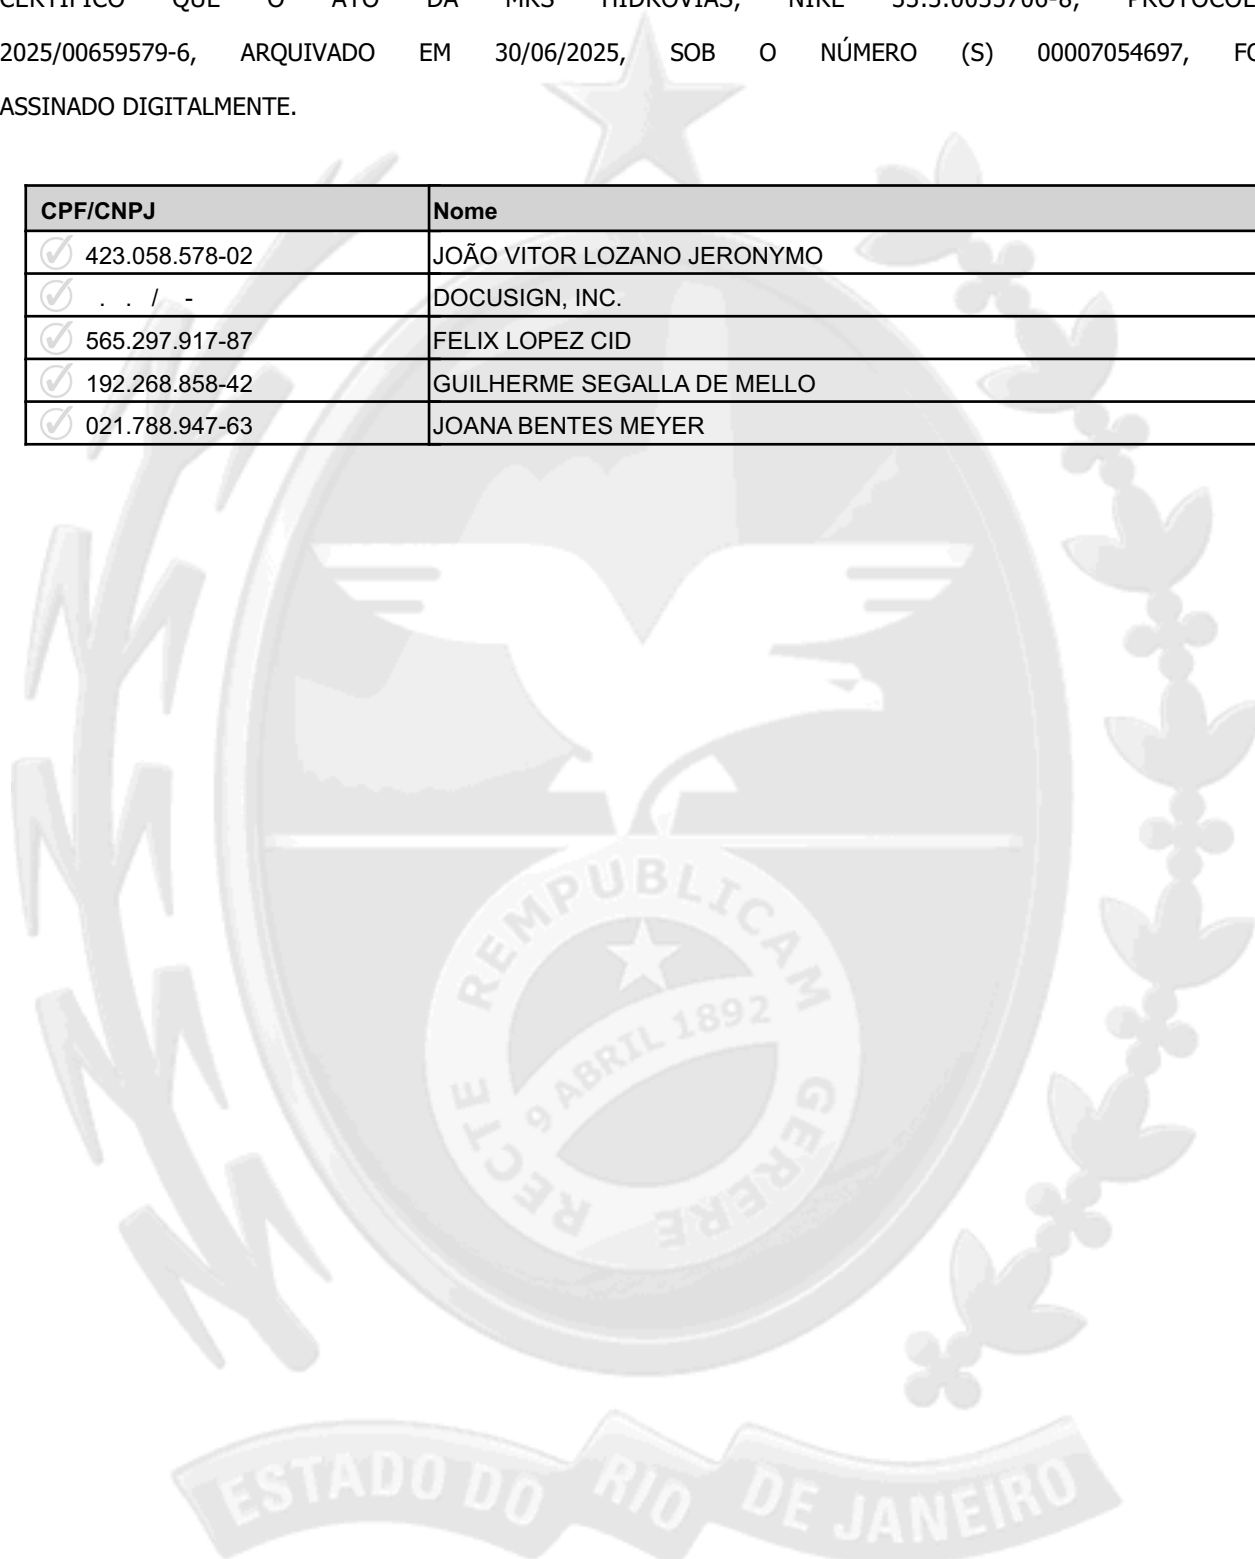 CERTIFICO QUE O ATO DA MRS HIDROVIAS, NIRE PROTOCOL
2025/00659579-6, ARQUIVADO EM 30/06/2025, SOB O NÚMERO (S) 00007054697, FO
ASSINADO DIGITALMENTE.
CPF/CNPJ Nome
423.058.578-02 JOÃO VITOR LOZANO JERONYMO
. . / - DOCUSIGN, INC.
565.297.917-87 FELIX LOPEZ CID
192.268.858-42 GUILHERME SEGALLA DE MELLO
021.788.947-63 JOANA BENTES MEYER
RECTE REMPUBLICAM GERERE
9 ABRIL 1892
ESTADO DO RIO DE JANEIRO